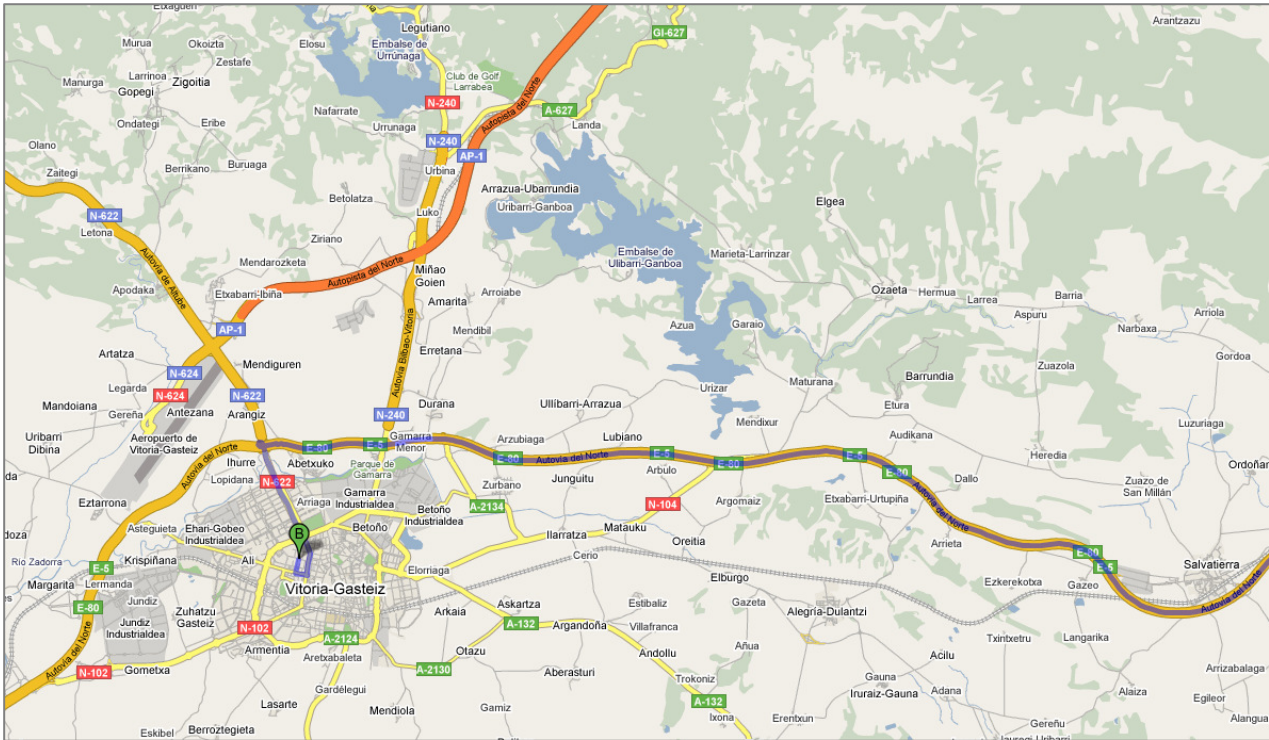 Etxaguen
Legutiano
Arantzazu
Murua
Okoizta
Elosu
Embalse de
Urrúnaga
GI-627
Zestafe
Manurga
Larrinoa
Zigoitia
Gopegi
Club de Golf
Larrabea
N-240
Autopista del Norte
A-627
Nafarrate
Ondategi
Eribe
Urrunaga
Landa
Olano
N-240
Zaitegi
Berrikano
Buruaga
AP-1
Urbina
Arrazua-Ubarrundia
Betolatza
Uribarri-Ganboa
Elgea
N-622
Luko
Letona
Ziriano
Embalse de
Ulibarri-Ganboa
Marieta-Larrinzar
Autovía de Altube
Mendarozketa
Autopista del Norte
Miñao
Goien
Apodaka
Etxabarri-Ibiña
Arroiabe
Ozaeta
Hermua
Larrea
Barria
Amarita
Aspuru
Arriola
AP-1
Mendibil
Azua
Garaio
Narbaxa
Autovía Bilbao-Vitoria
Erretana
Artatza
Mendiguren
Gordoa
Zuazola
N-624
Legarda
N-624
N-622
Urizar
Maturana
Barrundia
Mandoiana
Gereña
Antezana
Arangiz
Durana
Ullibarri-Arrazua
Etura
N-240
Mendixur
Luzuriaga
Uribarri
Dibina
Aeropuerto de
Vitoria-Gasteiz
Autovía del Norte
E-80
E-5
Gamarra
Menor
Arzubiaga
Lubiano
Audikana
Heredia
Ihurre
Abetxuko
E-80
Autovía del Norte
E-5
E-80
E-5
Ordoñan
Lopidana
Parque de
Gamarra
Junguitu
Arbulo
E-80
Dallo
Zuazo de
San Millán
Eztarrona
N-622
Zurbano
Argomaiz
Etxabarri-Urtupiña
Arriaga
Gamarra
Industrialdea
A-2134
N-104
Autovía del Norte
Astegieta
Ehari-Gobeo
Industrialdea
Betoño
Betoño
Industrialdea
Matauku
B
Ilarratza
Oreitia
Arrieta
Río Zadorra
Krispiñana
Ali
Cerio
E-80
E-5
E-5
Margarita
Lermanda
Elorriaga
Elburgo
Ezkerekotxa
Gazeo
Salvatierra
Vitoria-Gasteiz
E-80
Jundiz
Zuhatzu
Gasteiz
Arkaia
Askartza
Estibaliz
Gazeta
Alegría-Dulantzi
Autovía del Norte
Jundiz
Industrialdea
N-102
A-2124
A-132
Argandoña
Villafranca
Langarika
Txintxetru
Autovía del Norte
Armentia
Aretxabaleta
Otazu
Andollu
Añua
Acilu
N-102
Gometxa
A-2130
Aberasturi
Trokoniz
Gauna
Arrizabalaga
Gardélegui
Iruraiz-Gauna
Adana
Alaiza
Lasarte
A-132
Egileor
Mendiola
Gamiz
Ixona
Erentxun
Gereñu
Alangua
Eskibel
Berroztegieta
Jauregi-Uribarri